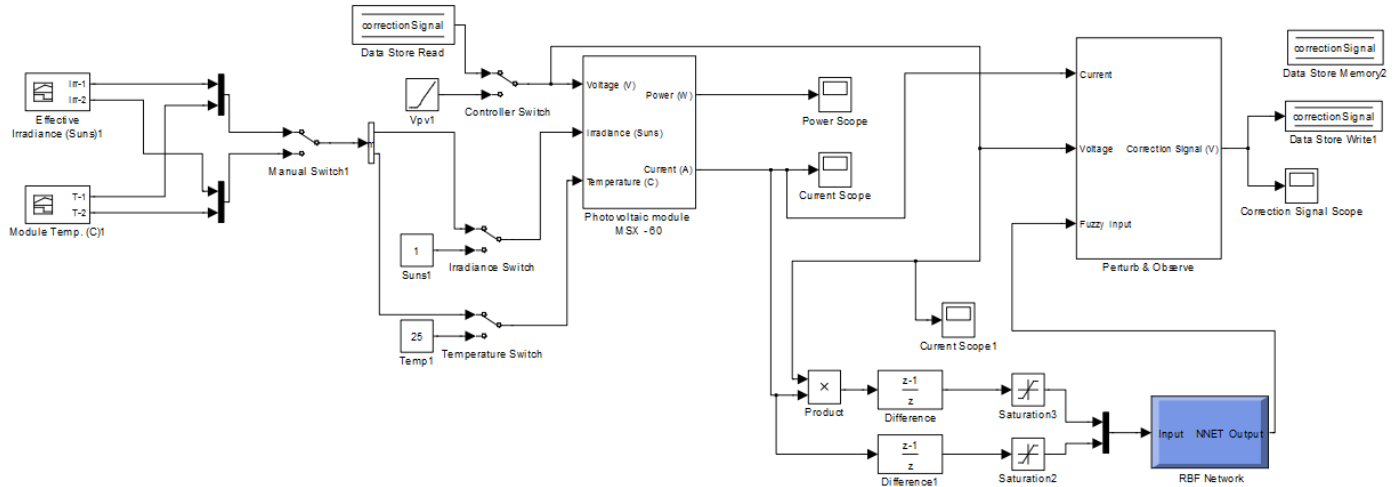 correctionSignal
Data Store Read
Irr-1
Irr-2
Effective
Irradiance (Suns)1
T-1
T-2
Module Temp. (C)1
Manual Switch1
Vpv1
Controller Switch
1
Suns1
Irradiance Switch
25
Temp1
Temperature Switch
Voltage (V)
Power (W)
Irradiance (Suns)
Current (A)
Temperature (C)
Photovoltaic module
MSX -60
Power Scope
Current Scope
Current
Voltage
Correction Signal (V)
Fuzzy Input
Perturb & Observe
correctionSignal
Data Store Memory2
correctionSignal
Data Store Write1
Correction Signal Scope
Current Scope1
×
Product
z-1
z
Difference
Saturation3
z-1
z
Difference1
Saturation2
Input NNET Output
RBF Network